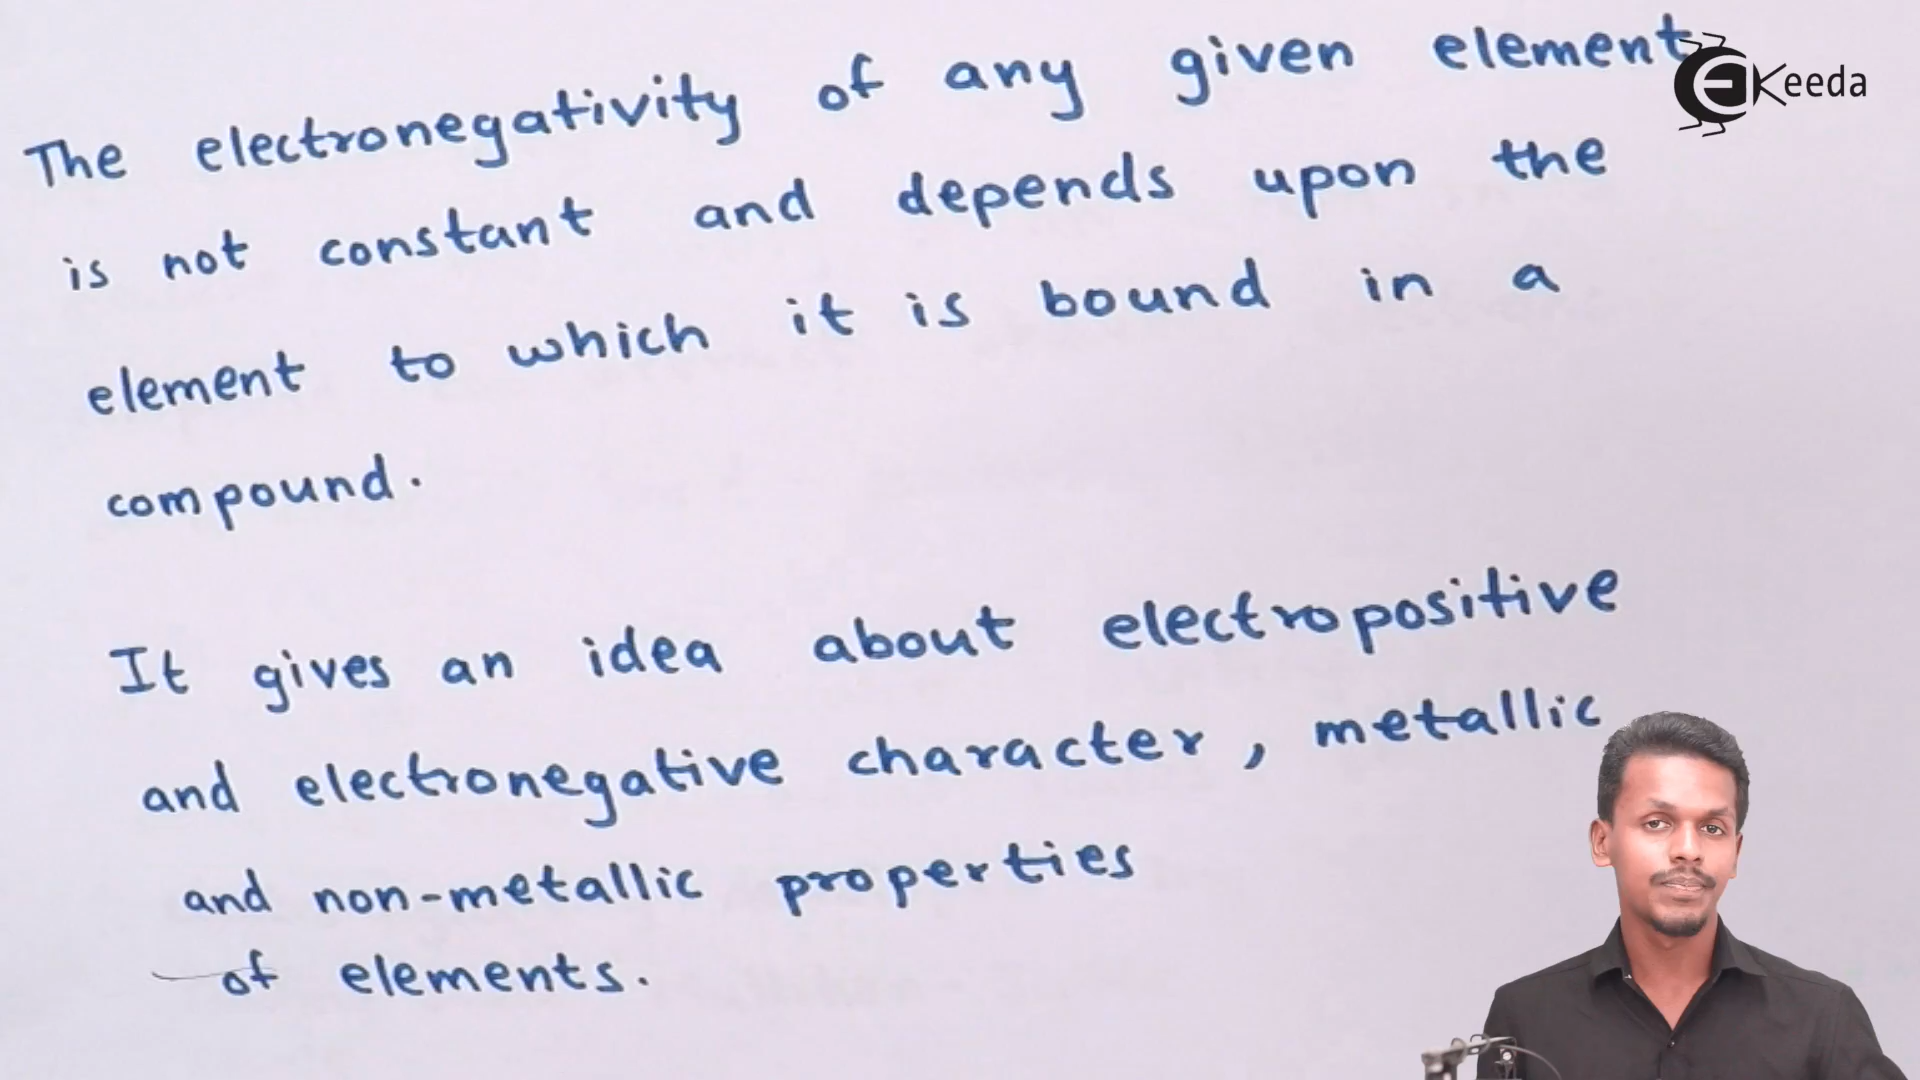 The electronegativity of any given element
is not constant and depends upon the
element to which it is bound in a
compound.
It gives an idea about electropositive
and electronegative character, metallic
and non-metallic properties
of elements.
EKeeda